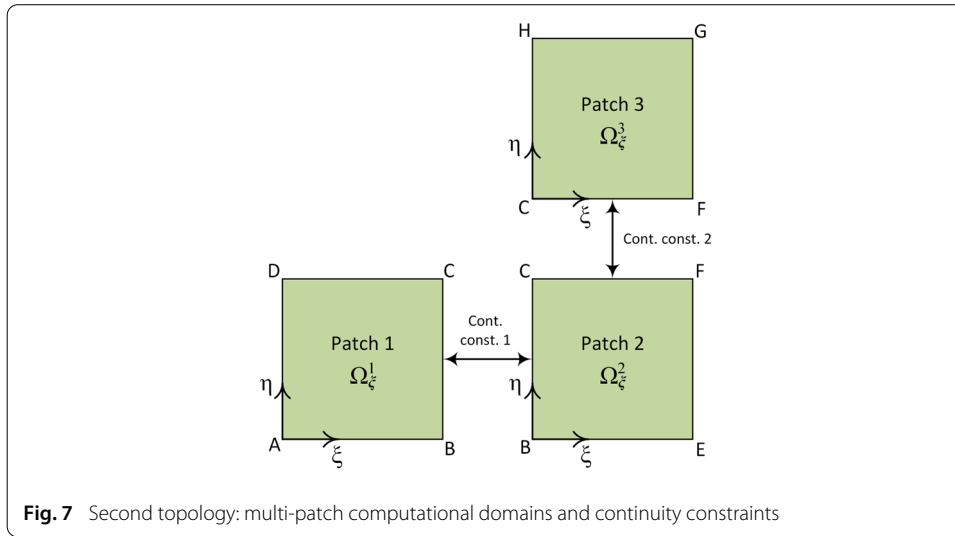 H
G
Patch 3
Ω³ξ
η
C
ξ
F
Cont. const. 2
D
C
C
F
Cont.
const. 1
Patch 1
Ω¹ξ
Patch 2
Ω²ξ
η
η
A
ξ
B
B
ξ
E
Fig. 7 Second topology: multi-patch computational domains and continuity constraints